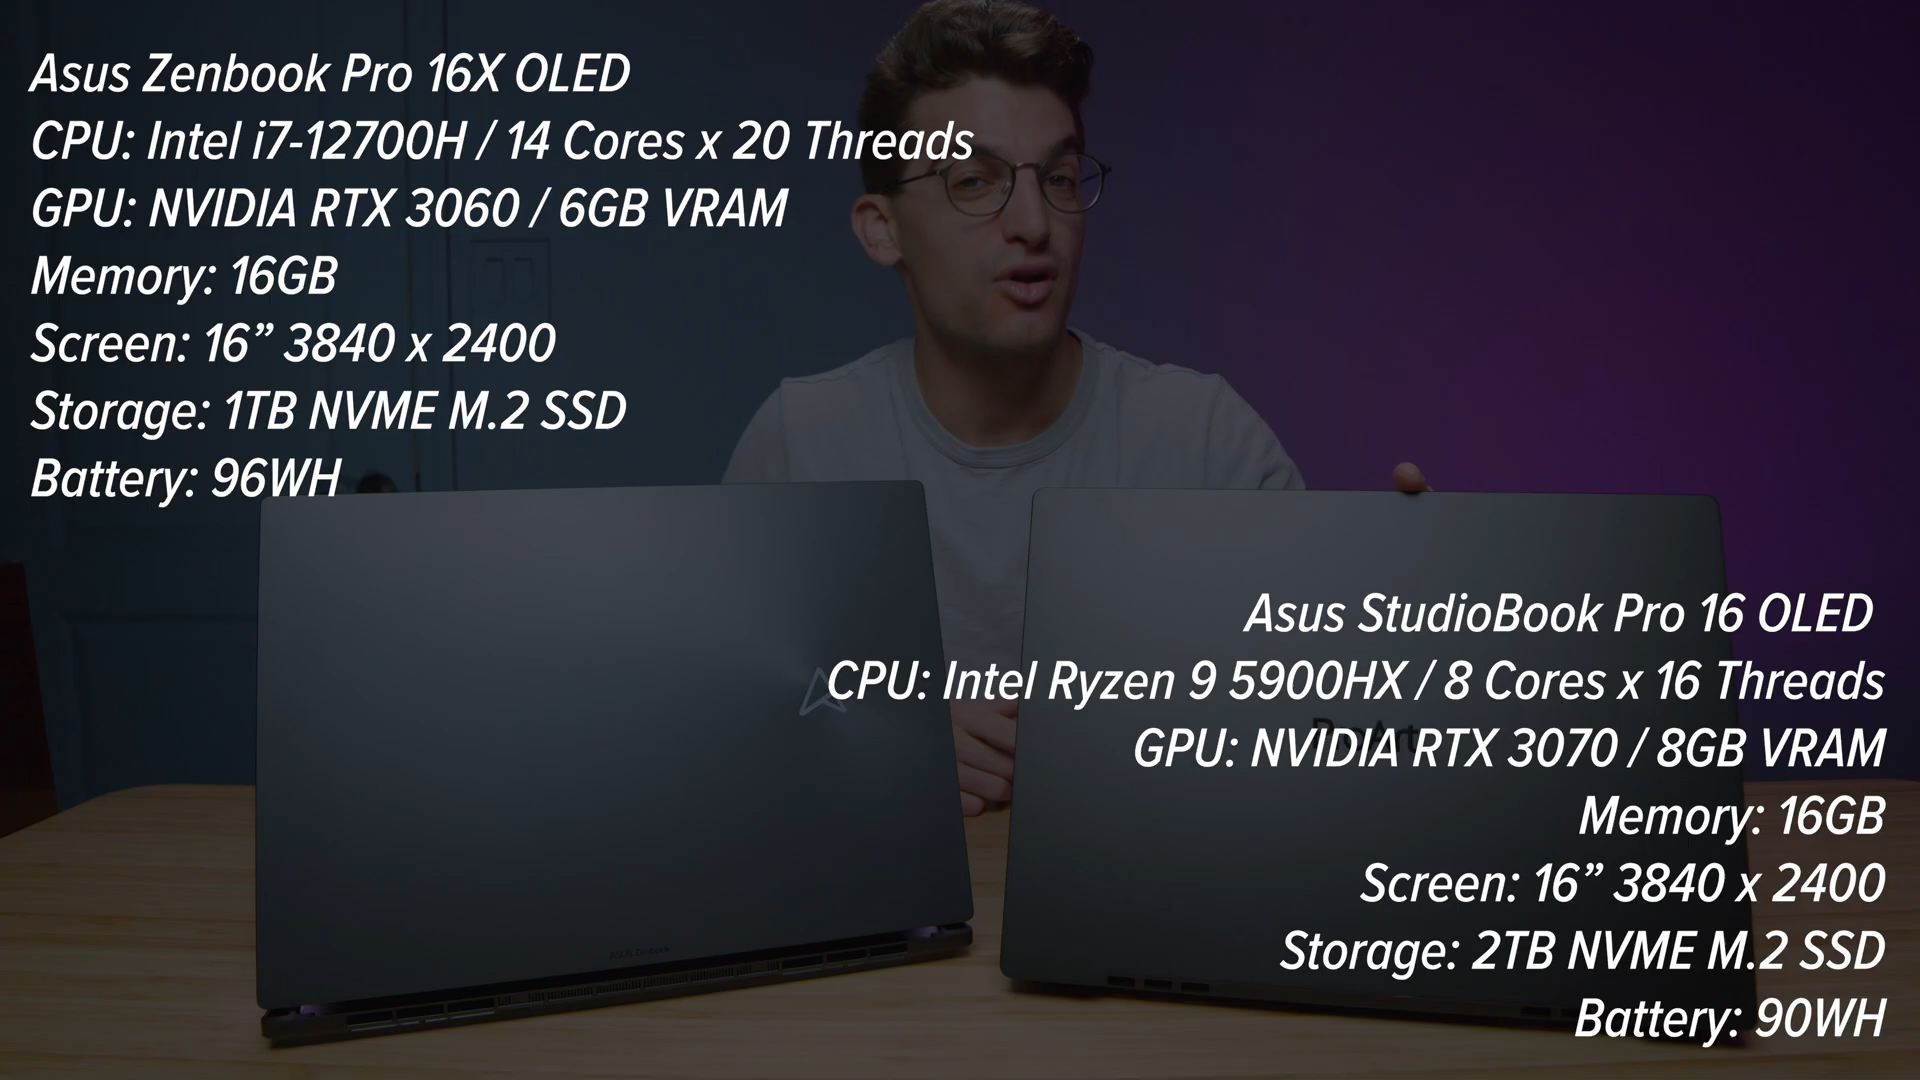 Asus Zenbook Pro 16X OLED
CPU: Intel i7-12700H / 14 Cores x 20 Threads
GPU: NVIDIA RTX 3060 / 6GB VRAM
Memory: 16GB
Screen: 16” 3840 x 2400
Storage: 1TB NVME M.2 SSD
Battery: 96WH
Asus StudioBook Pro 16 OLED
CPU: Intel Ryzen 9 5900HX / 8 Cores x 16 Threads
GPU: NVIDIA RTX 3070 / 8GB VRAM
Memory: 16GB
Screen: 16” 3840 x 2400
Storage: 2TB NVME M.2 SSD
Battery: 90WH
ProArt
ASUS Zenbook